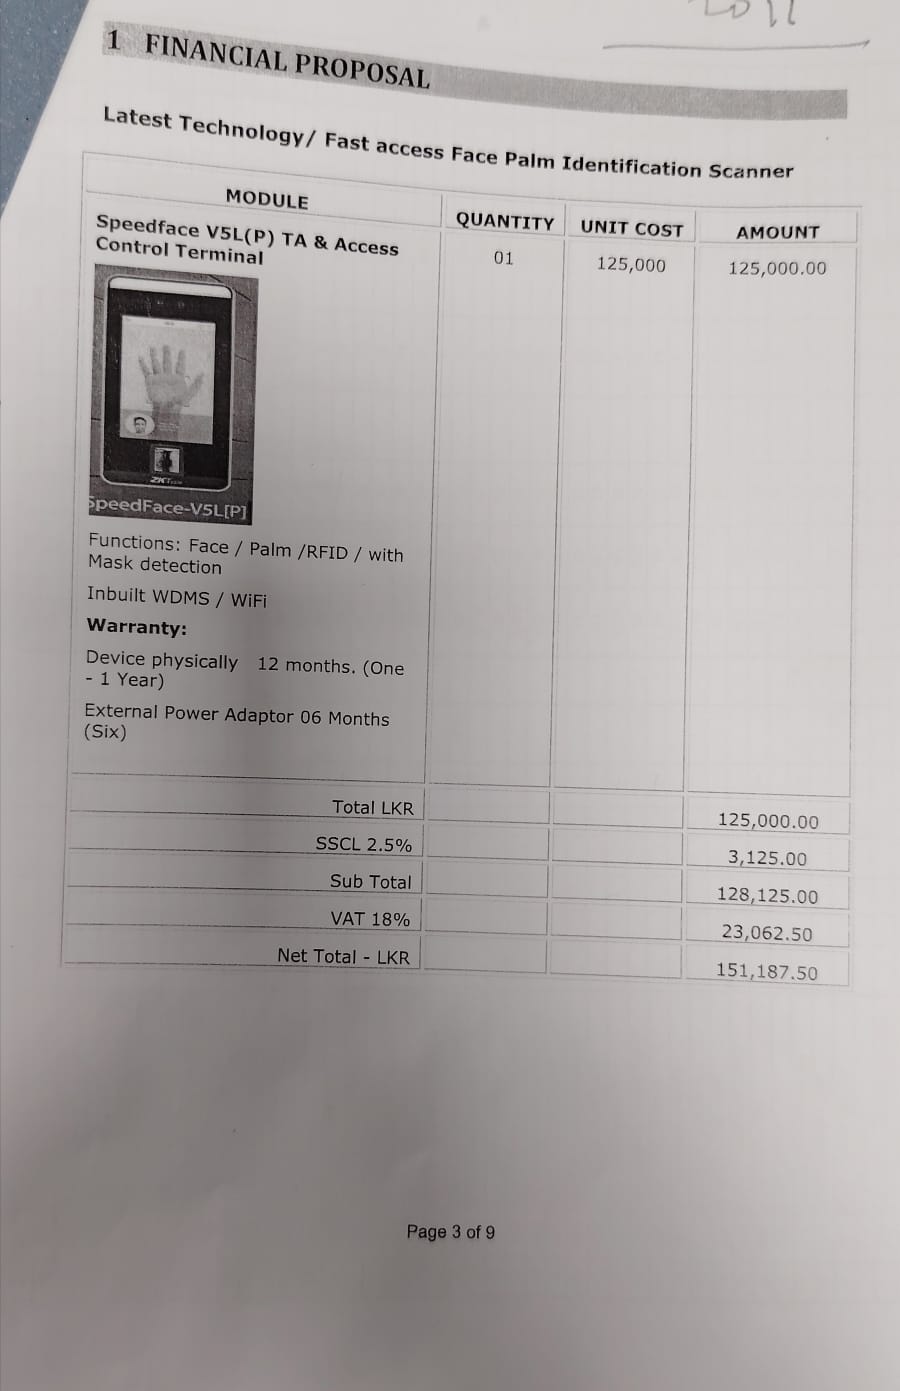 1 FINANCIAL PROPOSAL
Latest Technology/ Fast access Face Palm Identification Scanner
MODULE QUANTITY UNIT COST AMOUNT
Speedface V5L(P) TA & Access
Control Terminal
01 125,000 125,000.00
SpeedFace-V5L[P]
Functions: Face / Palm /RFID / with
Mask detection
Inbuilt WDMS / WiFi
Warranty:
Device physically 12 months. (One
- 1 Year)
External Power Adaptor 06 Months
(Six)
Total LKR 125,000.00
SSCL 2.5% 3,125.00
Sub Total 128,125.00
VAT 18% 23,062.50
Net Total - LKR 151,187.50
Page 3 of 9